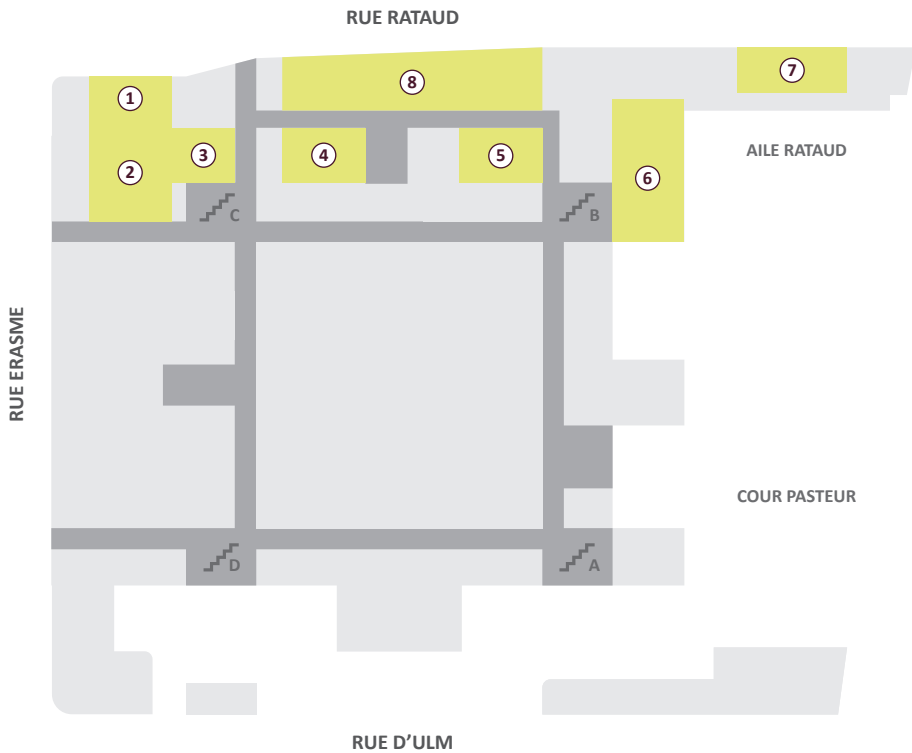 RUE RATAUD
8
7
1
3
4
5
AILE RATAUD
2
6
C
B
RUE ERASME
COUR PASTEUR
D
A
RUE D'ULM